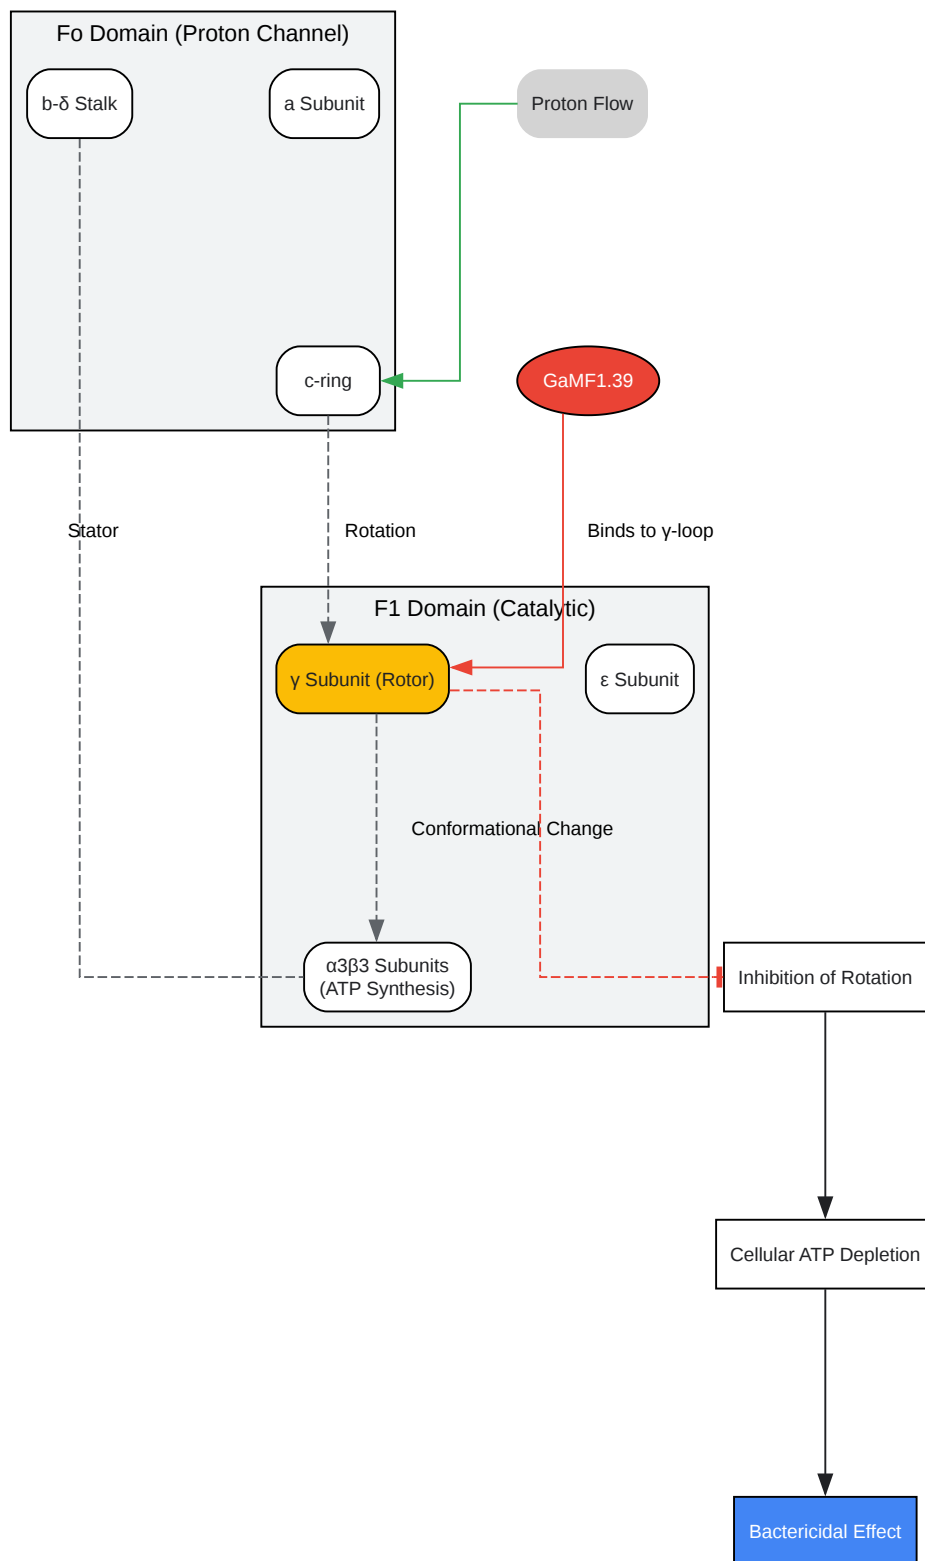 Fo Domain (Proton Channel)
b-δ Stalk
a Subunit
Proton Flow
c-ring
GaMF1.39
Stator
Rotation
Binds to γ-loop
F1 Domain (Catalytic)
γ Subunit (Rotor)
ε Subunit
Conformational Change
α3β3 Subunits
(ATP Synthesis)
Inhibition of Rotation
Cellular ATP Depletion
Bactericidal Effect